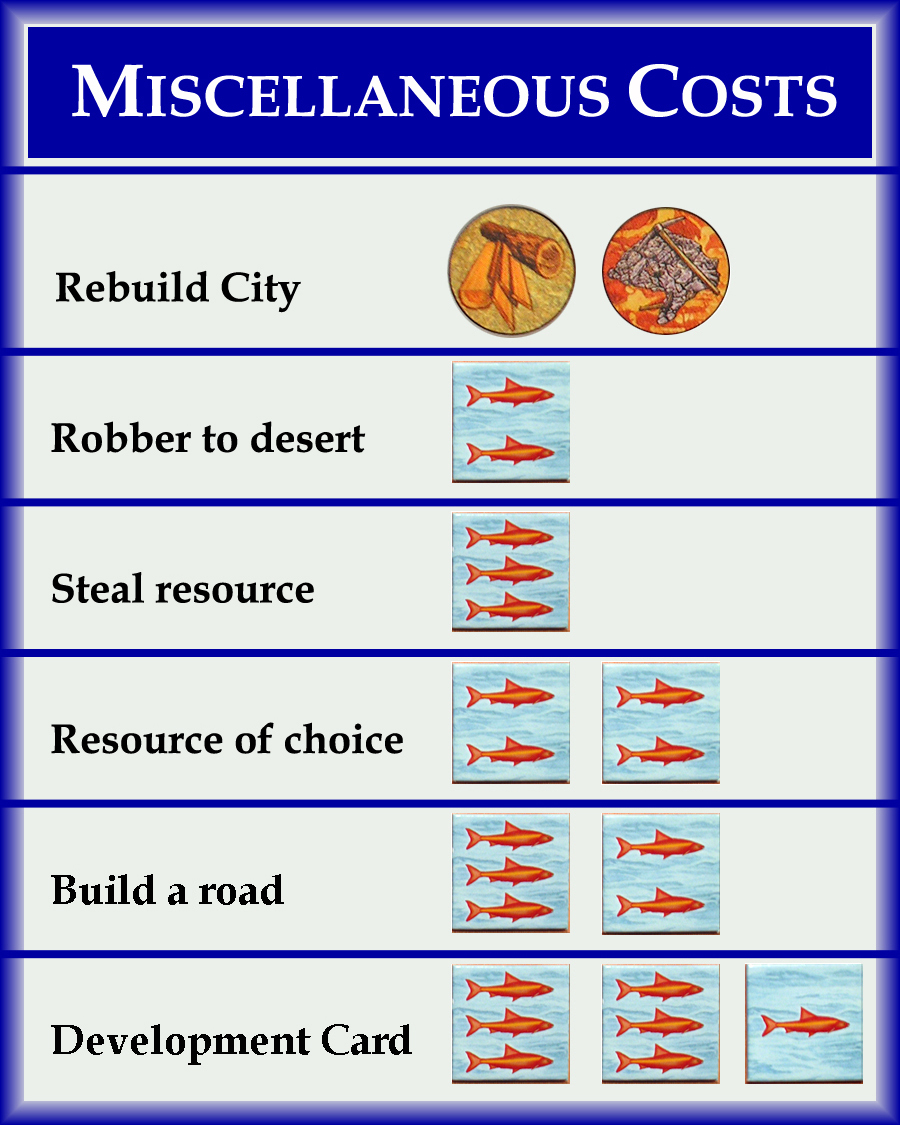 Miscellaneous Costs
Rebuild City
Robber to desert
Steal resource
Resource of choice
Build a road
Development Card